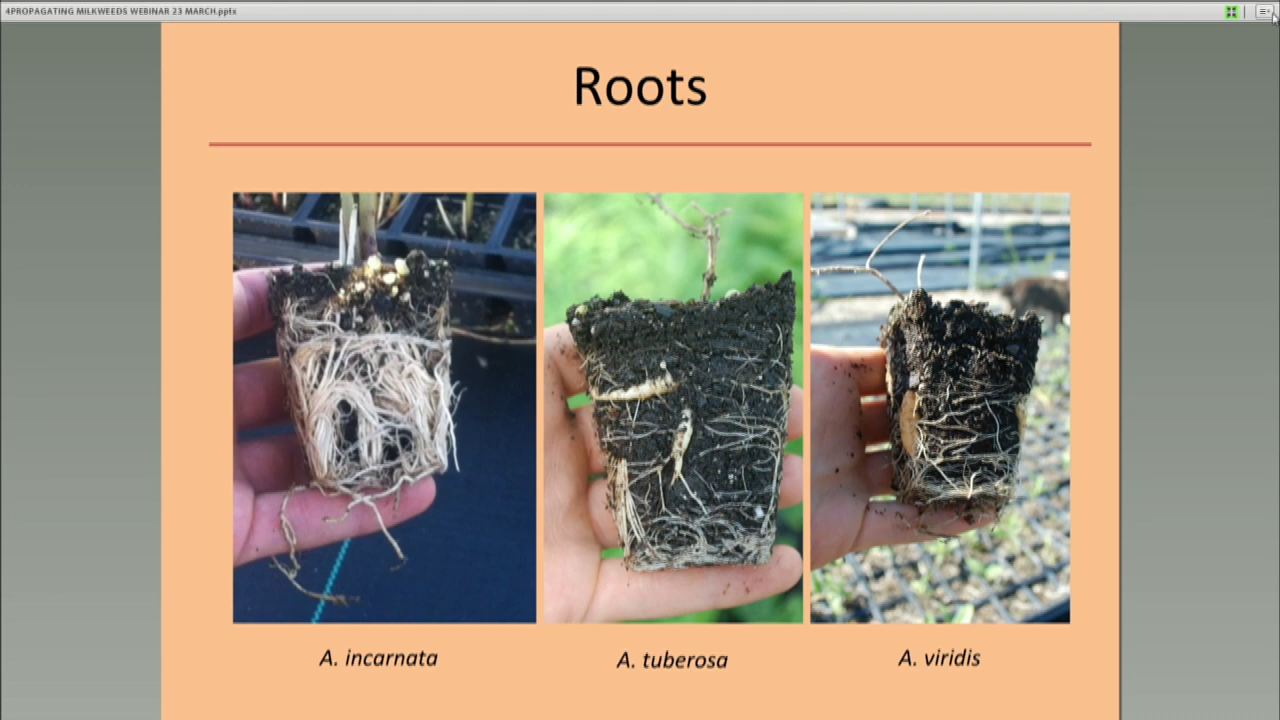 4PROPAGATING MILKWEEDS WEBINAR 23 MARCH.pptx
Roots
A. incarnata
A. tuberosa
A. viridis